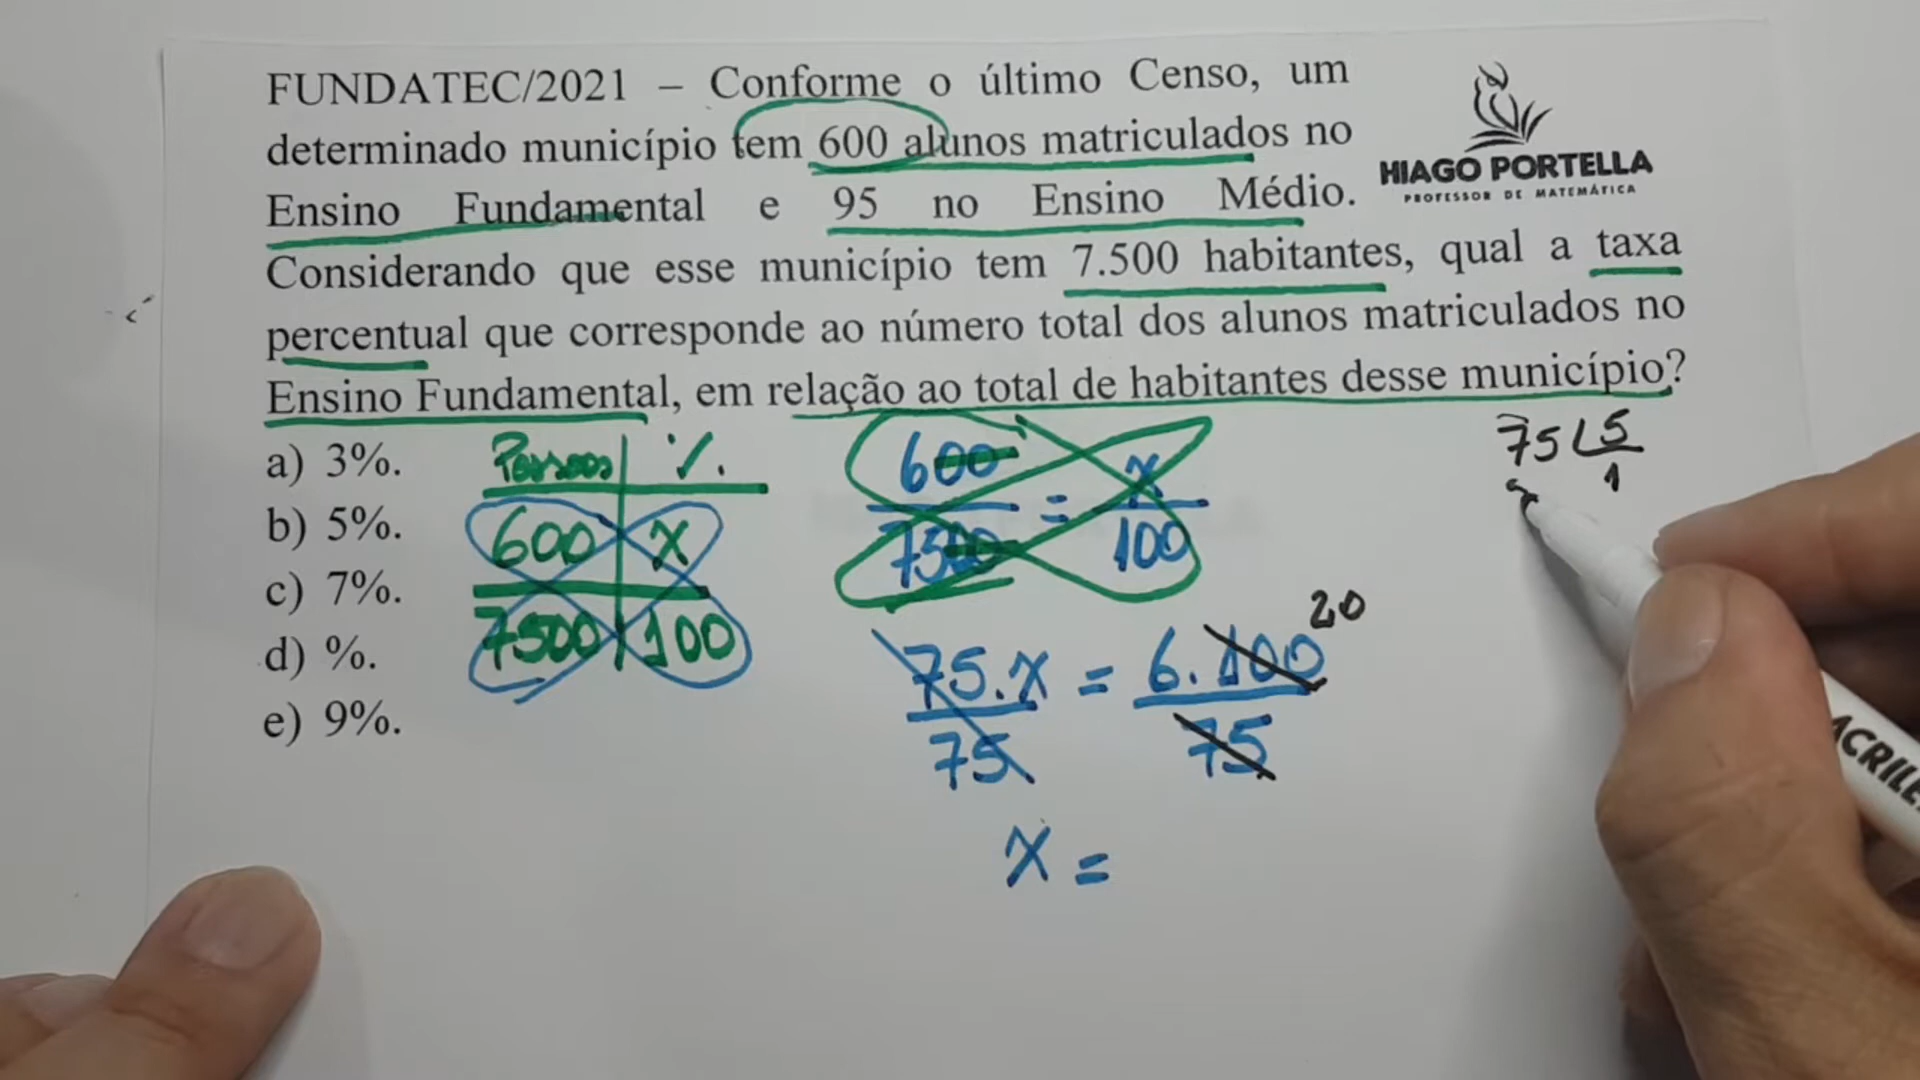 FUNDATEC/2021 – Conforme o último Censo, um
determinado município tem 600 alunos matriculados no
Ensino Fundamental e 95 no Ensino Médio.
Considerando que esse município tem 7.500 habitantes, qual a taxa
percentual que corresponde ao número total dos alunos matriculados no
Ensino Fundamental, em relação ao total de habitantes desse município?
HIAGO PORTELLA
PROFESSOR DE MATEMÁTICA
a) 3%.
b) 5%.
c) 7%.
d) %.
e) 9%.
Pessoas %.
600 x
7500 100
600 = x
7500 100
75.x = 6.100 20
75 75
x =
75 5
1
2
ACRILE